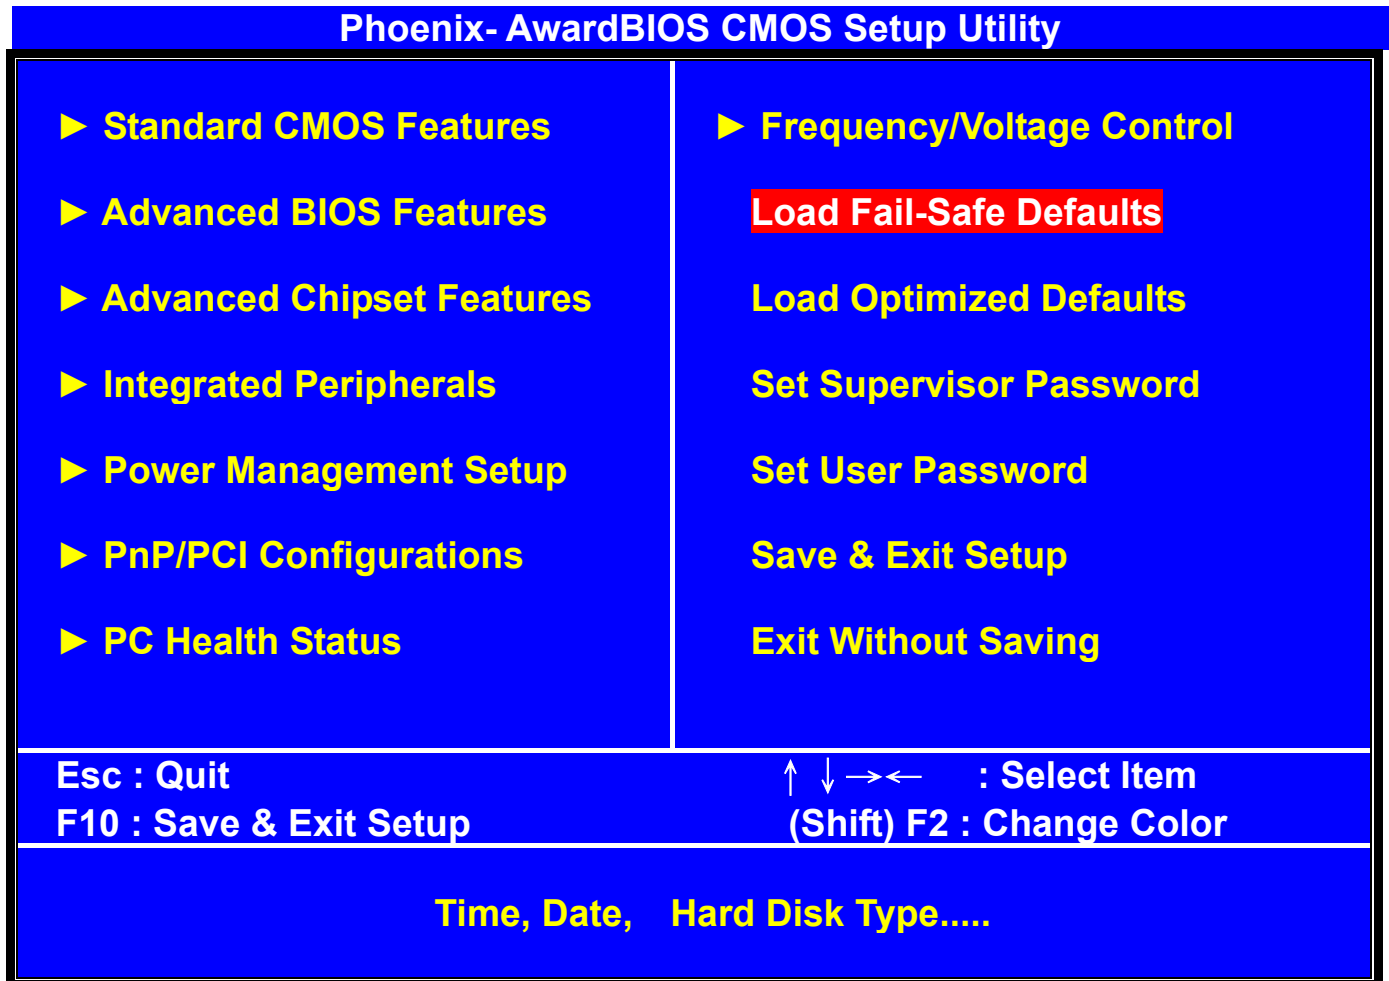 Phoenix- AwardBIOS CMOS Setup Utility
► Standard CMOS Features
► Advanced BIOS Features
► Advanced Chipset Features
► Integrated Peripherals
► Power Management Setup
► PnP/PCI Configurations
► PC Health Status
► Frequency/Voltage Control
Load Fail-Safe Defaults
Load Optimized Defaults
Set Supervisor Password
Set User Password
Save & Exit Setup
Exit Without Saving
Esc : Quit
F10 : Save & Exit Setup
↑ ↓ → ← : Select Item
(Shift) F2 : Change Color
Time, Date, Hard Disk Type.....